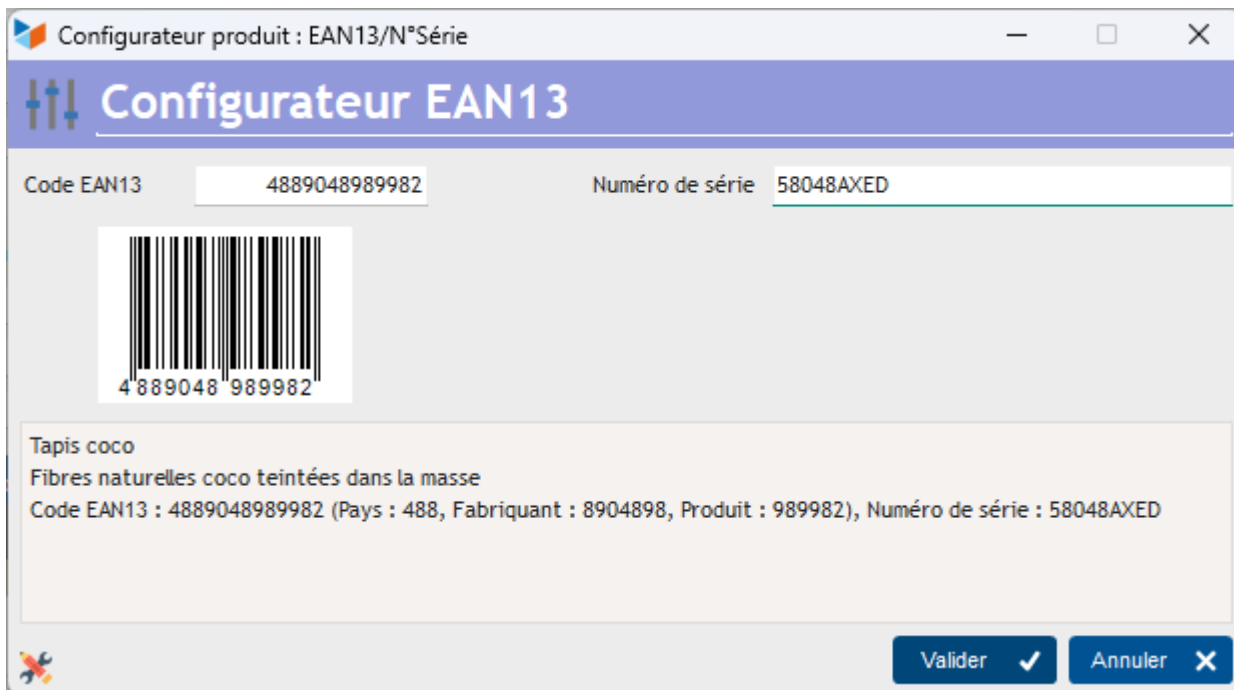 Configurateur produit : EAN13/N°Série
Configurateur EAN13
Code EAN13 4889048989982 Numéro de série 58048AXED
4 889048 989982
Tapis coco
Fibres naturelles coco teintées dans la masse
Code EAN13 : 4889048989982 (Pays : 488, Fabriquant : 8904898, Produit : 989982), Numéro de série : 58048AXED
Valider Annuler